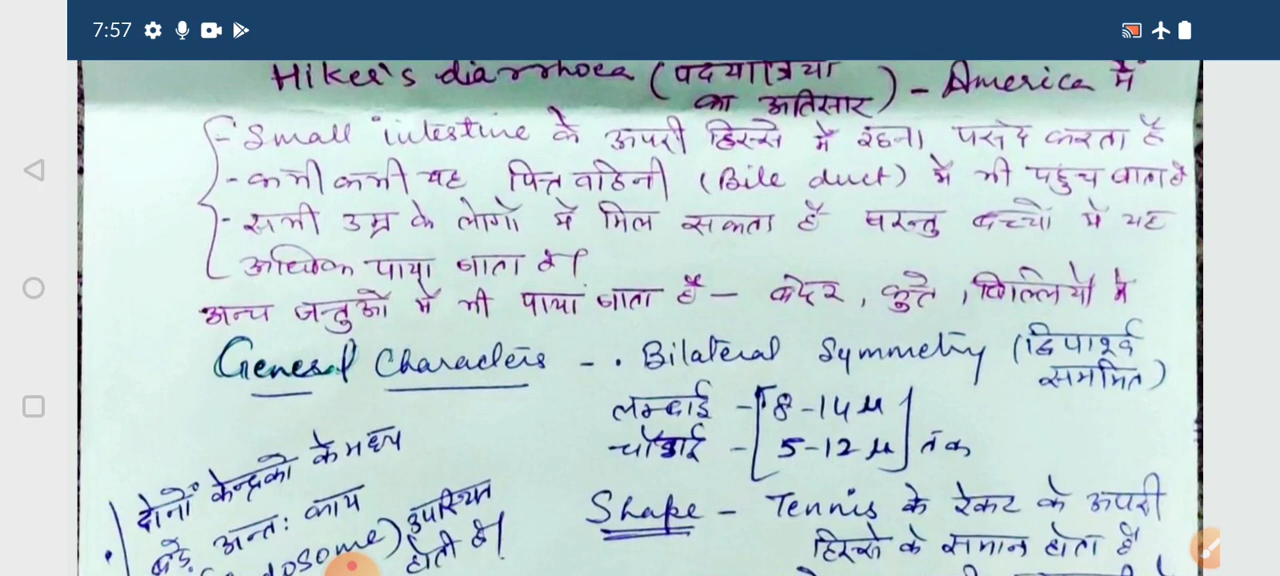 7:57
Hiker's diarrhoea (पदयात्रियों
का अतिसार) - America में
- Small intestine के ऊपरी हिस्से में रहना पसंद करता है
- कभी कभी यह पित्त वाहिनी (Bile duct) में भी पहुंच जाता है
- सभी उम्र के लोगों में मिल सकता है परन्तु बच्चों में यह
अधिक पाया जाता है।
अन्य जन्तुओं में भी पाया जाता है - बंदर, कुत्ते, बिल्लियों में
General Characters - . Bilateral Symmetry (द्विपार्श्व
सममित)
लम्बाई - 8-14 μ
चौड़ाई - 5-12 μ तक
दोनों केन्द्रको के मध्य
बड़े अन्तः काय
उपस्थित
होती है।
Shape - Tennis के रेकट के ऊपरी
हिस्से के समान होता है